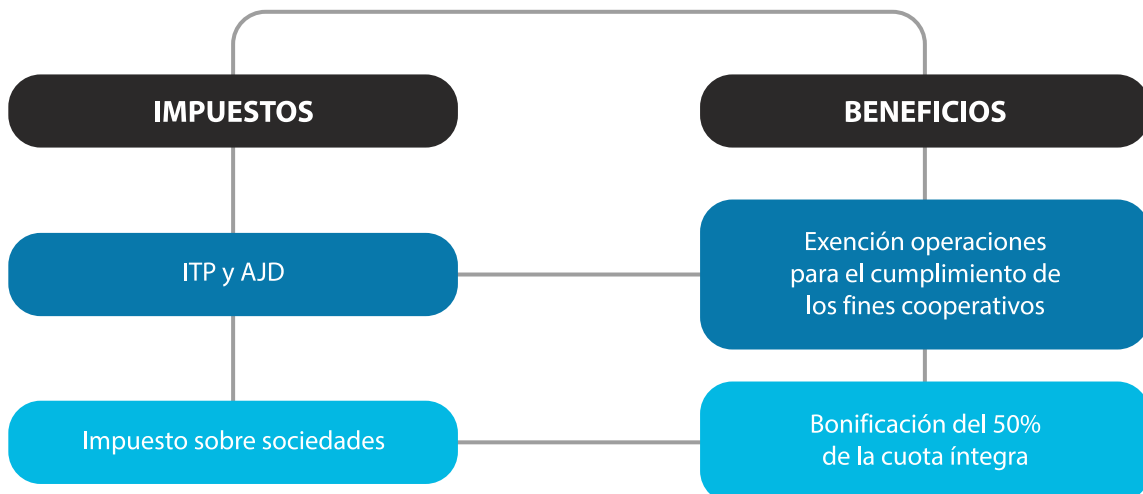 IMPUESTOS
BENEFICIOS
ITP y AJD
Exención operaciones
para el cumplimiento de
los fines cooperativos
Impuesto sobre sociedades
Bonificación del 50%
de la cuota íntegra